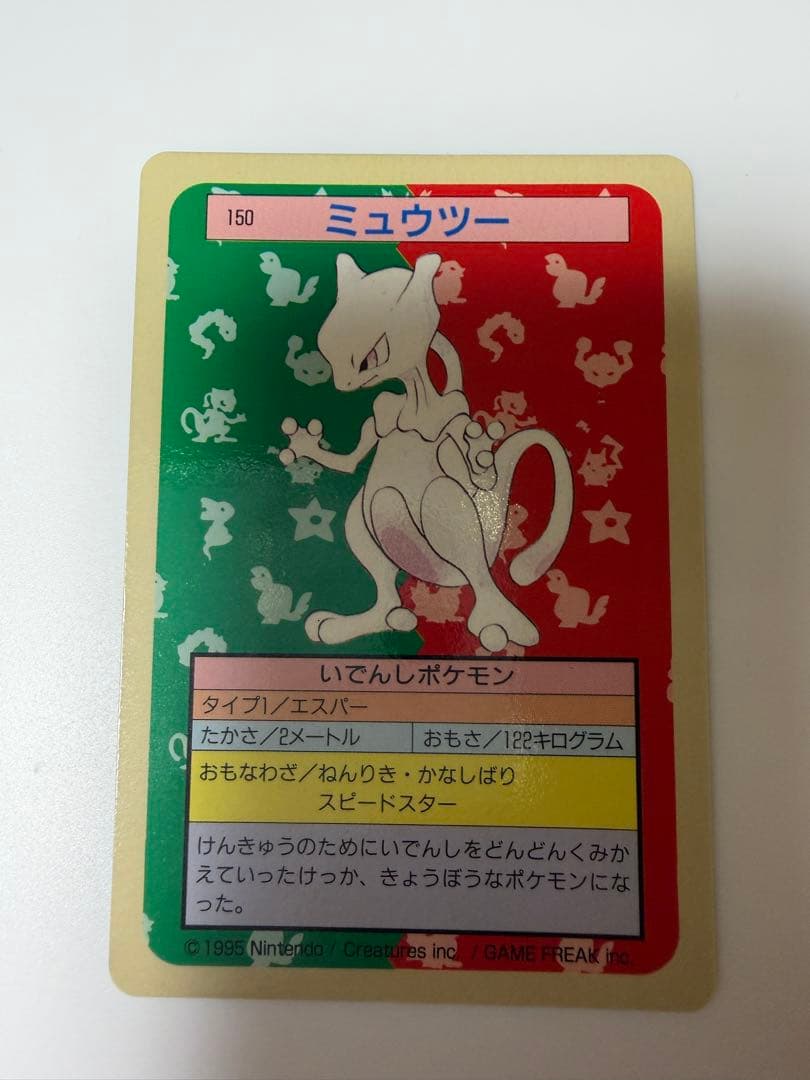 150 ミュウツー
いでんしポケモン
タイプ1/エスパー
たかさ/2メートル おもさ/122キログラム
おもなわざ/ねんりき・かなしばり
スピードスター
けんきゅうのためにいでんしをどんどんくみか
えていったけっか、きょうぼうなポケモンにな
った。
©1995 Nintendo / Creatures inc. / GAME FREAK inc.